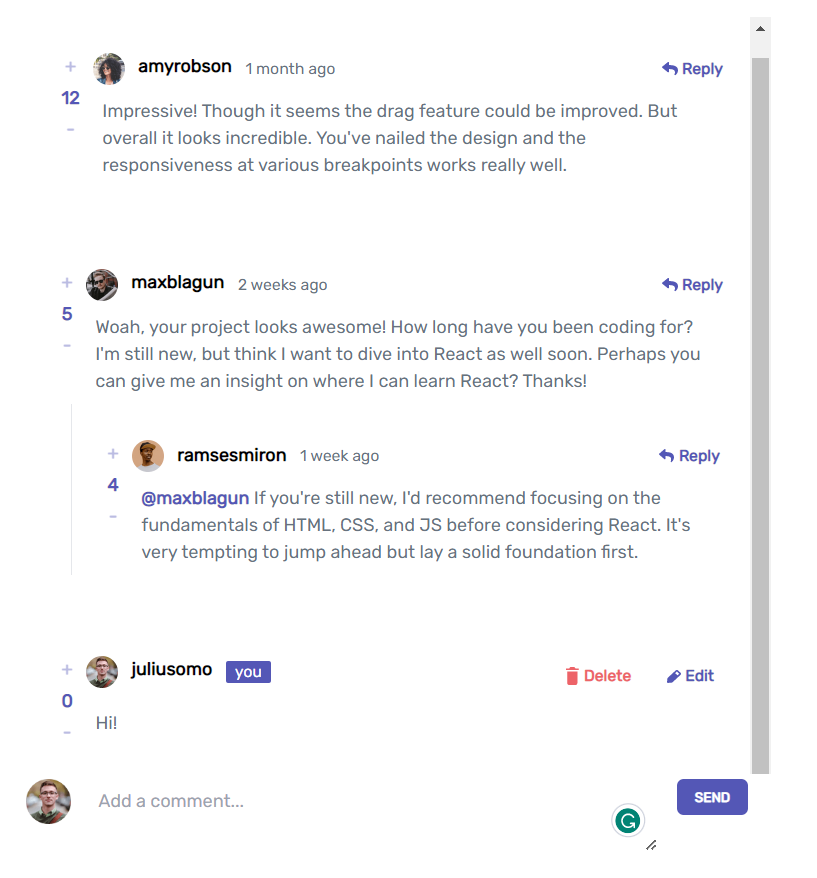 + amyrobson 1 month ago Reply
12
-
Impressive! Though it seems the drag feature could be improved. But
overall it looks incredible. You've nailed the design and the
responsiveness at various breakpoints works really well.
+ maxblagun 2 weeks ago Reply
5
-
Woah, your project looks awesome! How long have you been coding for?
I'm still new, but think I want to dive into React as well soon. Perhaps you
can give me an insight on where I can learn React? Thanks!
+ ramsesmiron 1 week ago Reply
4
-
@maxblagun If you're still new, I'd recommend focusing on the
fundamentals of HTML, CSS, and JS before considering React. It's
very tempting to jump ahead but lay a solid foundation first.
+ juliusomo you Delete Edit
0
-
Hi!
Add a comment...
SEND